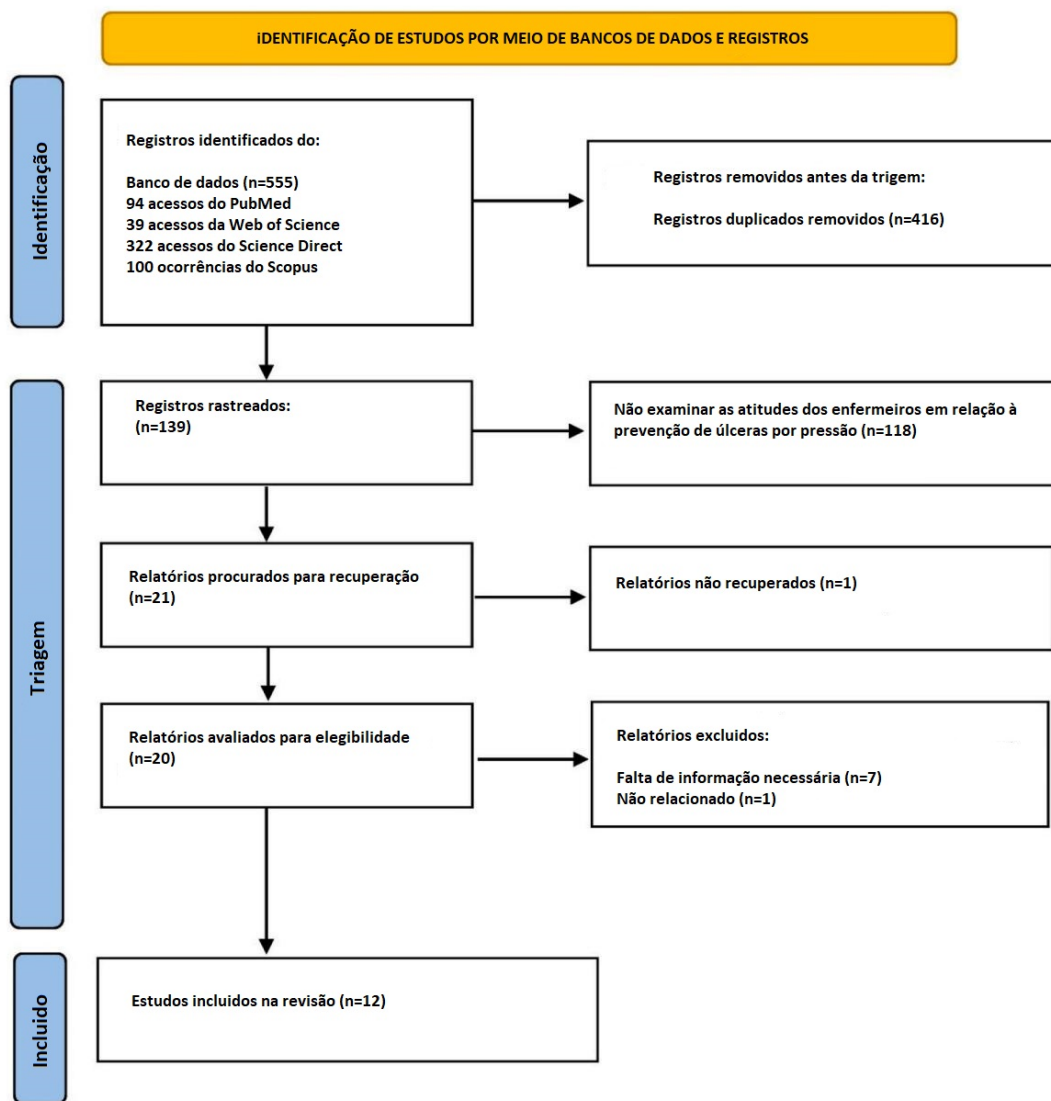 iDENTIFICAÇÃO DE ESTUDOS POR MEIO DE BANCOS DE DADOS E REGISTROS
Identificação
Registros identificados do:
Banco de dados (n=555)
94 acessos do PubMed
39 acessos da Web of Science
322 acessos do Science Direct
100 ocorrências do Scopus
Registros removidos antes da trigem:
Registros duplicados removidos (n=416)
Triagem
Registros rastreados:
(n=139)
Não examinar as atitudes dos enfermeiros em relação à
prevenção de úlceras por pressão (n=118)
Relatórios procurados para recuperação
(n=21)
Relatórios não recuperados (n=1)
Relatórios avaliados para elegibilidade
(n=20)
Relatórios excluidos:
Falta de informação necessária (n=7)
Não relacionado (n=1)
Incluido
Estudos incluidos na revisão (n=12)